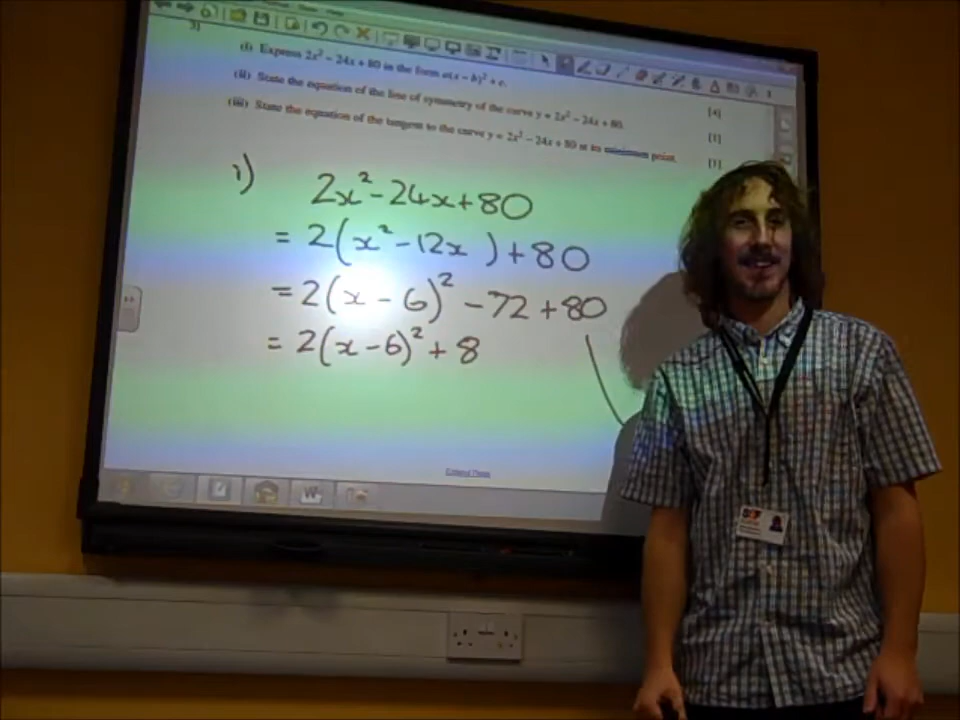 3)
(i) Express 2x² − 24x + 80 in the form a(x − b)² + c.
[4]
(ii) State the equation of the line of symmetry of the curve y = 2x² − 24x + 80.
[1]
(iii) State the equation of the tangent to the curve y = 2x² − 24x + 80 at its minimum point.
[1]
i) 2x² - 24x + 80
= 2(x² - 12x ) + 80
= 2(x - 6)² - 72 + 80
= 2(x - 6)² + 8
Extend Page